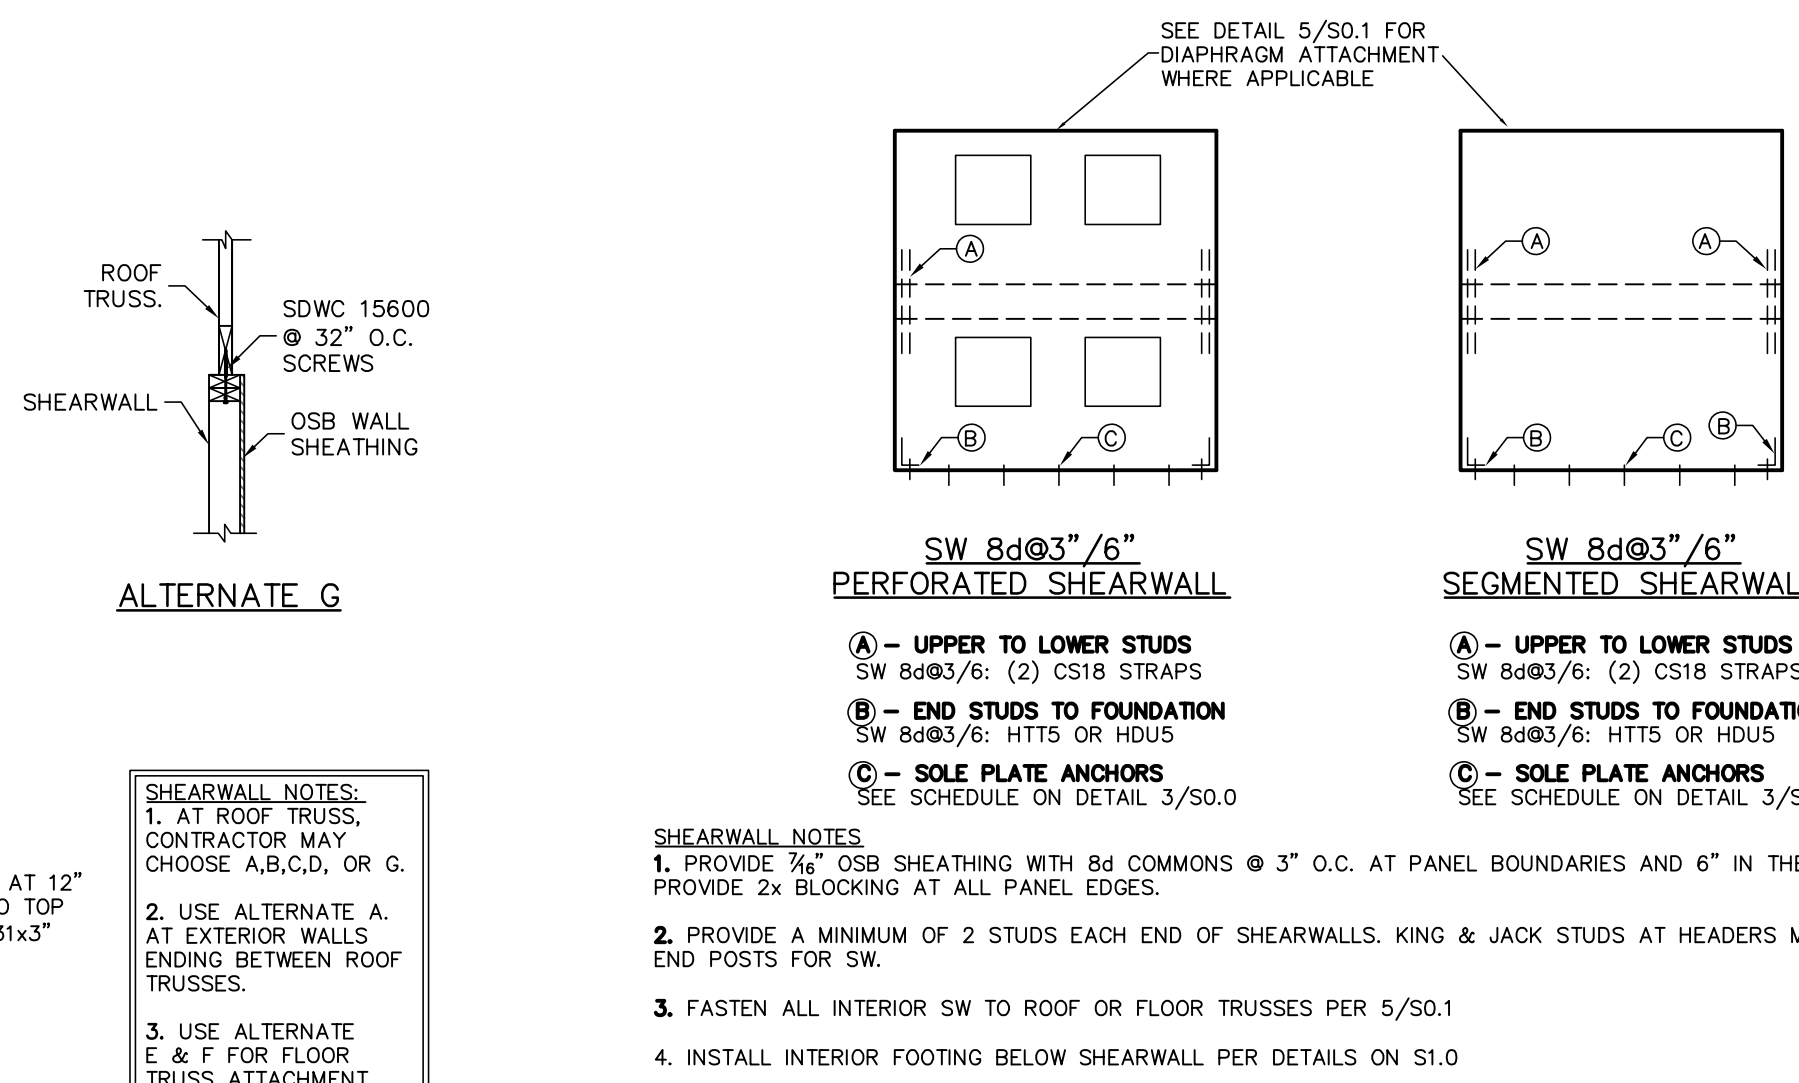 SEE DETAIL 5/S0.1 FOR
DIAPHRAGM ATTACHMENT
WHERE APPLICABLE
ROOF
TRUSS.
SDWC 15600
@ 32" O.C.
SCREWS
SHEARWALL
OSB WALL
SHEATHING
ALTERNATE G
A
B
C
A
A
B
C
B
SW 8d@3"/6"
PERFORATED SHEARWALL
A – UPPER TO LOWER STUDS
SW 8d@3/6: (2) CS18 STRAPS
B – END STUDS TO FOUNDATION
SW 8d@3/6: HTT5 OR HDU5
C – SOLE PLATE ANCHORS
SEE SCHEDULE ON DETAIL 3/S0.0
SW 8d@3"/6"
SEGMENTED SHEARWAL
A – UPPER TO LOWER STUDS
SW 8d@3/6: (2) CS18 STRAPS
B – END STUDS TO FOUNDATI
SW 8d@3/6: HTT5 OR HDU5
C – SOLE PLATE ANCHORS
SEE SCHEDULE ON DETAIL 3/S
AT 12"
O TOP
31x3"
SHEARWALL NOTES:
1. AT ROOF TRUSS,
CONTRACTOR MAY
CHOOSE A,B,C,D, OR G.
2. USE ALTERNATE A.
AT EXTERIOR WALLS
ENDING BETWEEN ROOF
TRUSSES.
3. USE ALTERNATE
E & F FOR FLOOR
TRUSS ATTACHMENT
SHEARWALL NOTES
1. PROVIDE 7/16" OSB SHEATHING WITH 8d COMMONS @ 3" O.C. AT PANEL BOUNDARIES AND 6" IN THE
PROVIDE 2x BLOCKING AT ALL PANEL EDGES.
2. PROVIDE A MINIMUM OF 2 STUDS EACH END OF SHEARWALLS. KING & JACK STUDS AT HEADERS M
END POSTS FOR SW.
3. FASTEN ALL INTERIOR SW TO ROOF OR FLOOR TRUSSES PER 5/S0.1
4. INSTALL INTERIOR FOOTING BELOW SHEARWALL PER DETAILS ON S1.0